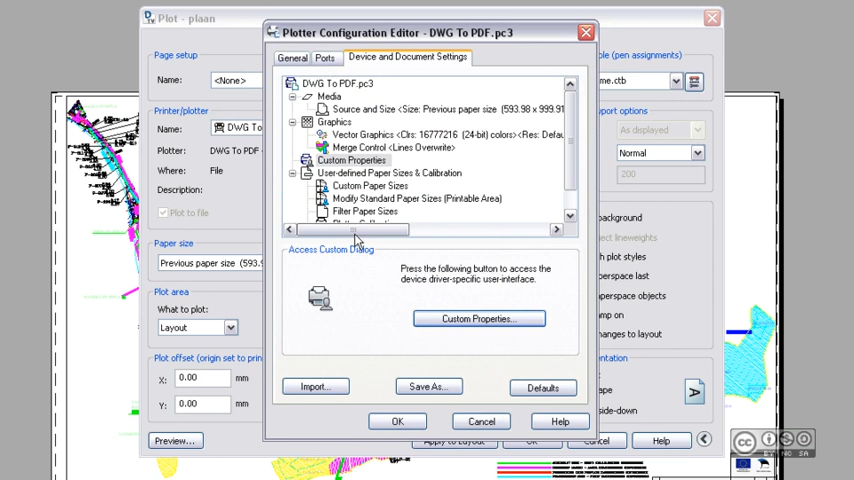 Plot - plaan
Plotter Configuration Editor - DWG To PDF.pc3
General
Ports
Device and Document Settings
DWG To PDF.pc3
Media
Source and Size <Size: Previous paper size (593.98 x 999.91
Graphics
Vector Graphics <Clrs: 16777216 (24-bit) colors><Res: Defau
Merge Control <Lines Overwrite>
Custom Properties
User-defined Paper Sizes & Calibration
Custom Paper Sizes
Modify Standard Paper Sizes (Printable Area)
Filter Paper Sizes
Access Custom Dialog
Press the following button to access the
device driver-specific user-interface.
Custom Properties...
Import...
Save As...
Defaults
OK
Cancel
Help
Page setup
Name:
<None>
Printer/plotter
Name:
DWG To
Plotter:
DWG To PDF -
Where:
File
Description:
Plot to file
Paper size
Previous paper size (593.
Plot area
What to plot:
Layout
Plot offset (origin set to prin
X:
0.00
mm
Y:
0.00
mm
Preview...
Apply to Layout
OK
Cancel
Help
le (pen assignments)
me.ctb
port options
As displayed
Normal
200
ackground
ect lineweights
h plot styles
perspace last
erspace objects
mp on
hanges to layout
entation
ape
side-down
A
cc
BY NC SA